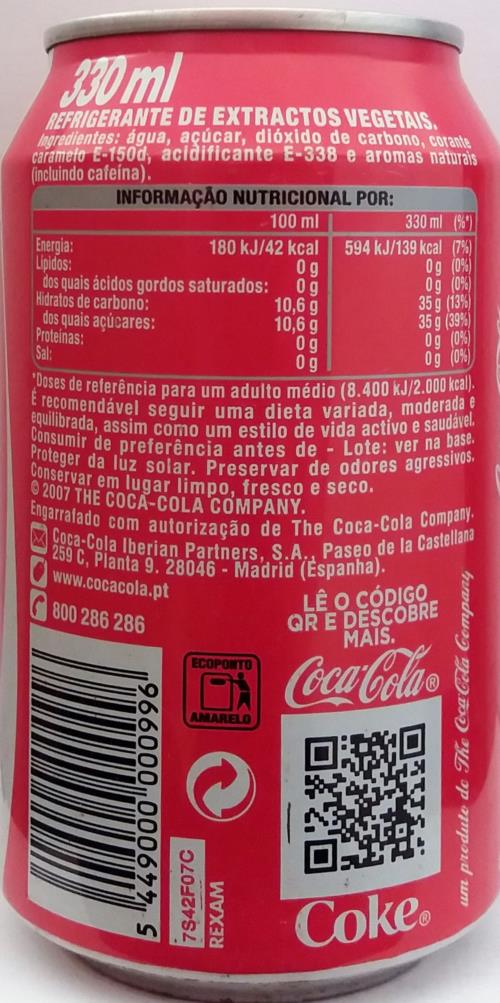 330 ml
REFRIGERANTE DE EXTRACTOS VEGETAIS.
Ingredientes: água, açúcar, dióxido de carbono, corante
caramelo E-150d, acidificante E-338 e aromas naturais
(incluindo cafeína).
INFORMAÇÃO NUTRICIONAL POR:
100 ml 330 ml (%*)
Energia: 180 kJ/42 kcal 594 kJ/139 kcal (7%)
Lípidos: 0 g 0 g (0%)
dos quais ácidos gordos saturados: 0 g 0 g (0%)
Hidratos de carbono: 10,6 g 35 g (13%)
dos quais açúcares: 10,6 g 35 g (39%)
Proteínas: 0 g 0 g (0%)
Sal: 0 g 0 g (0%)
*Doses de referência para um adulto médio (8.400 kJ/2.000 kcal).
É recomendável seguir uma dieta variada, moderada e
equilibrada, assim como um estilo de vida activo e saudável.
Consumir de preferência antes de - Lote: ver na base.
Proteger da luz solar. Preservar de odores agressivos.
Conservar em lugar limpo, fresco e seco.
© 2007 THE COCA-COLA COMPANY.
Engarrafado com autorização de The Coca-Cola Company.
Coca-Cola Iberian Partners, S.A., Paseo de la Castellana
259 C, Planta 9. 28046 - Madrid (Espanha).
www.cocacola.pt
800 286 286
LÊ O CÓDIGO
QR E DESCOBRE
MAIS.
Coca-Cola®
ECOPONTO
AMARELO
5 449000 000996
7S42F07C
REXAM
Coke®
um produto de The Coca-Cola Company